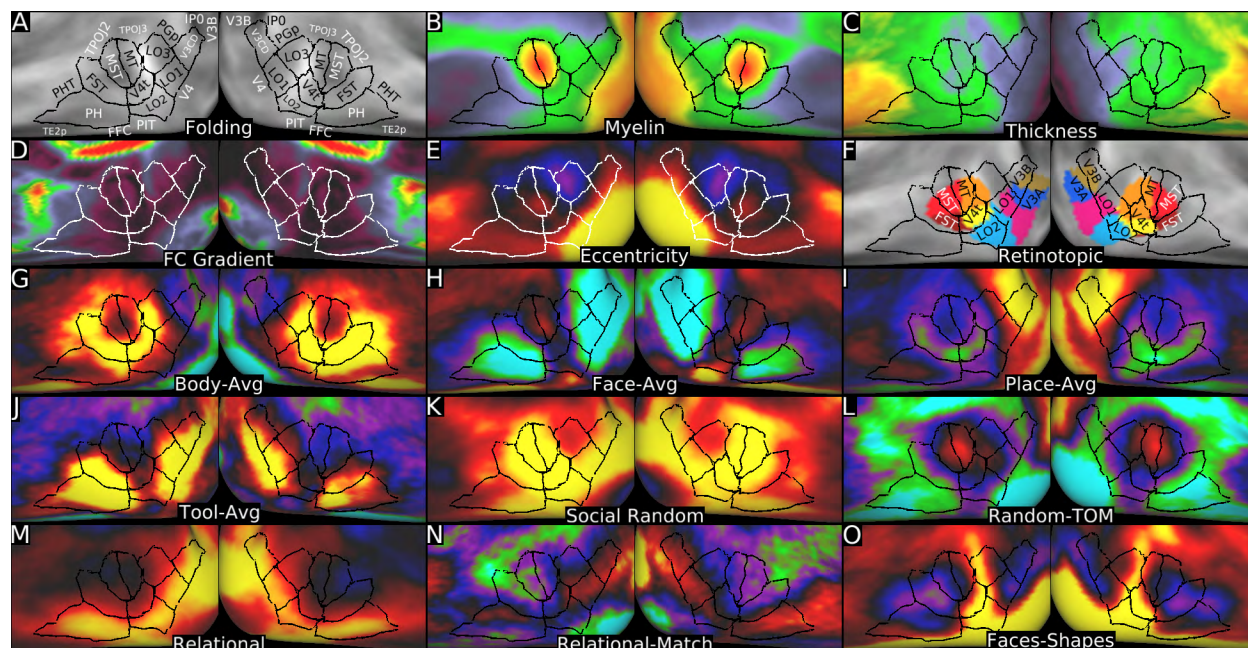 A
TPOJ2
TPOJ3
PGp
IP0
V3B
V3CD
LO3
MT
MST
LO1
FST
V4t
LO2
V4
PHT
PH
PIT
TE2p
FFC
V3B
IP0
V3CD
PGp
TPOJ3
TPOJ2
LO3
MT
MST
LO1
V4t
FST
V4
LO2
PHT
PH
PIT
FFC
TE2p
Folding
B
Myelin
C
Thickness
D
FC Gradient
E
Eccentricity
F
V3B
V3A
LO1
MT
MST
V4t
FST
LO2
V3B
V3A
LO1
MT
MST
V4t
FST
LO
Retinotopic
G
Body-Avg
H
Face-Avg
I
Place-Avg
J
Tool-Avg
K
Social Random
L
Random-TOM
M
Relational
N
Relational-Match
O
Faces-Shapes